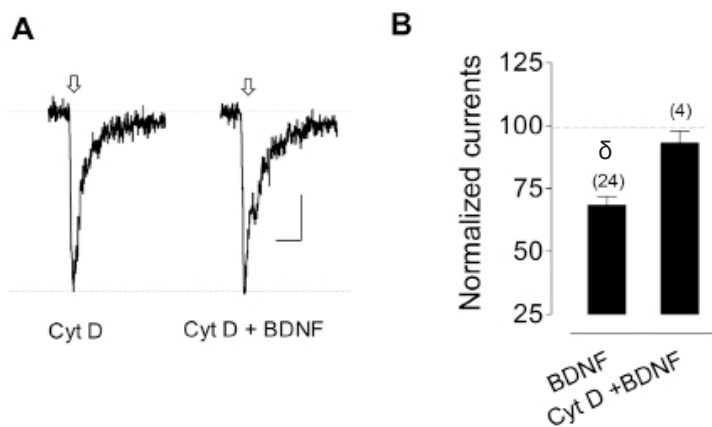 A
Cyt D
Cyt D + BDNF
B
Normalized currents
125
100
75
50
25
δ
(24)
(4)
BDNF
Cyt D +BDNF